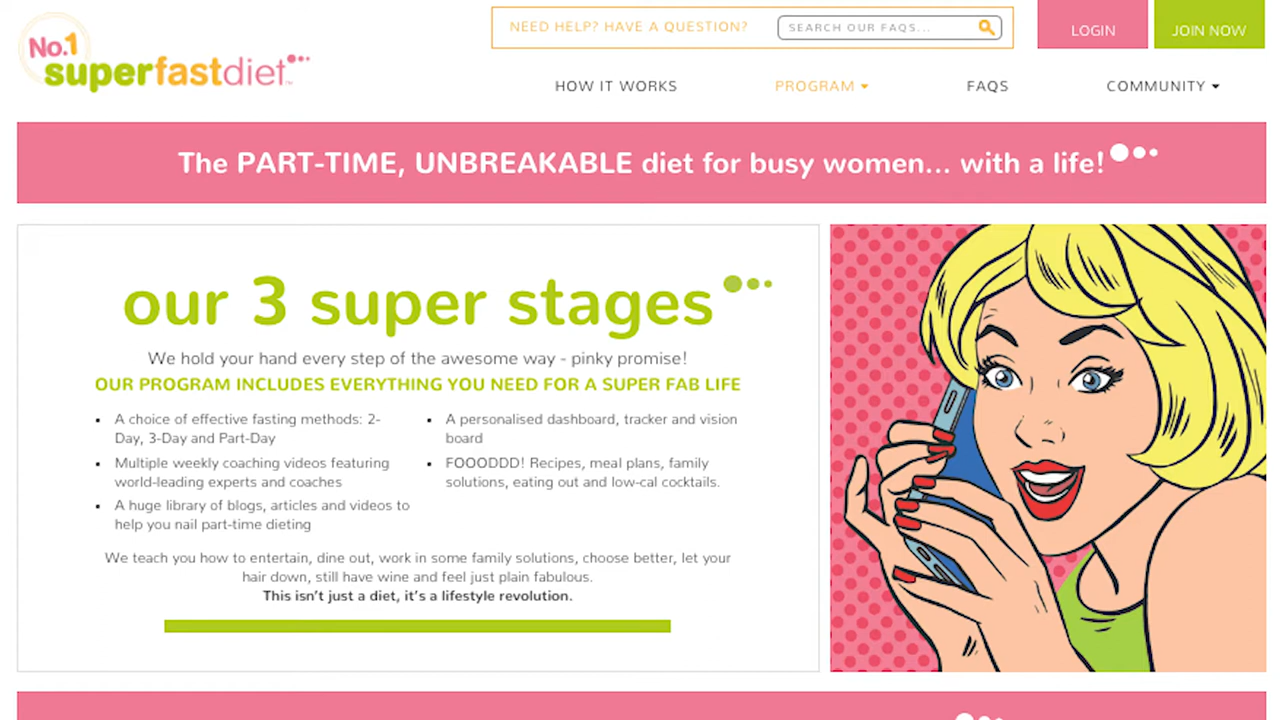 NEED HELP? HAVE A QUESTION?
SEARCH OUR FAQS...
LOGIN
JOIN NOW
No.1
superfastdiet™
HOW IT WORKS
PROGRAM
FAQS
COMMUNITY
The PART-TIME, UNBREAKABLE diet for busy women... with a life!
our 3 super stages
We hold your hand every step of the awesome way - pinky promise!
OUR PROGRAM INCLUDES EVERYTHING YOU NEED FOR A SUPER FAB LIFE
A choice of effective fasting methods: 2-
Day, 3-Day and Part-Day
Multiple weekly coaching videos featuring
world-leading experts and coaches
A huge library of blogs, articles and videos to
help you nail part-time dieting
A personalised dashboard, tracker and vision
board
FOOODDD! Recipes, meal plans, family
solutions, eating out and low-cal cocktails.
We teach you how to entertain, dine out, work in some family solutions, choose better, let your
hair down, still have wine and feel just plain fabulous.
This isn't just a diet, it's a lifestyle revolution.